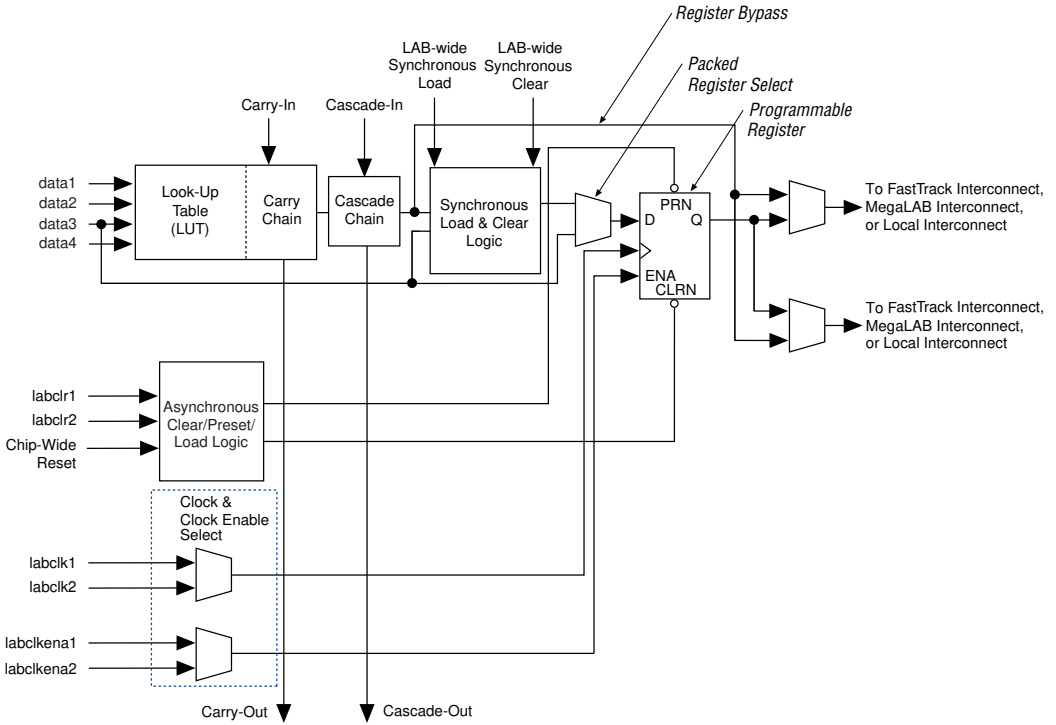 Register Bypass
LAB-wide
Synchronous
Load
LAB-wide
Synchronous
Clear
Packed
Register Select
Carry-In
Cascade-In
Programmable
Register
data1
data2
data3
data4
Look-Up
Table
(LUT)
Carry
Chain
Cascade
Chain
Synchronous
Load & Clear
Logic
PRN
D
Q
ENA
CLRN
To FastTrack Interconnect,
MegaLAB Interconnect,
or Local Interconnect
To FastTrack Interconnect,
MegaLAB Interconnect,
or Local Interconnect
labclr1
labclr2
Chip-Wide
Reset
Asynchronous
Clear/Preset/
Load Logic
Clock &
Clock Enable
Select
labclk1
labclk2
labclkena1
labclkena2
Carry-Out
Cascade-Out